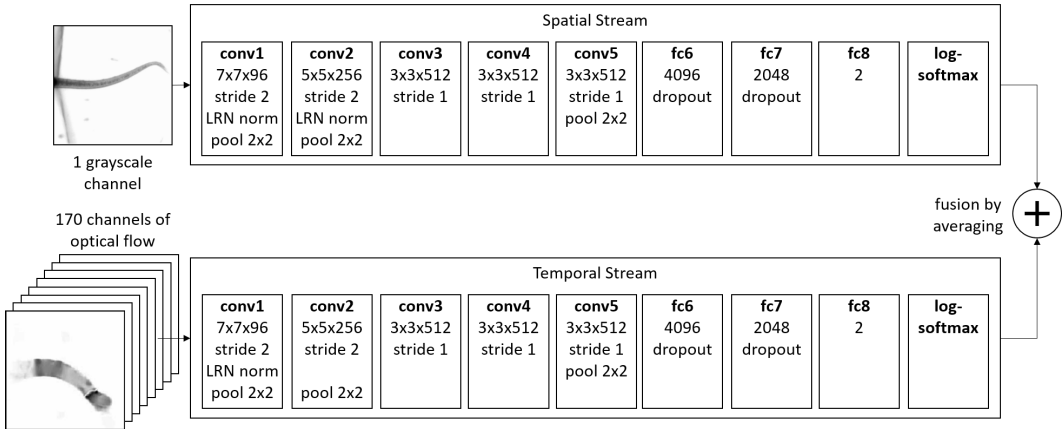 Spatial Stream
conv1
7x7x96
stride 2
LRN norm
pool 2x2
conv2
5x5x256
stride 2
LRN norm
pool 2x2
conv3
3x3x512
stride 1
conv4
3x3x512
stride 1
conv5
3x3x512
stride 1
pool 2x2
fc6
4096
dropout
fc7
2048
dropout
fc8
2
log-
softmax
1 grayscale
channel
fusion by
averaging
+
170 channels of
optical flow
Temporal Stream
conv1
7x7x96
stride 2
LRN norm
pool 2x2
conv2
5x5x256
stride 2
pool 2x2
conv3
3x3x512
stride 1
conv4
3x3x512
stride 1
conv5
3x3x512
stride 1
pool 2x2
fc6
4096
dropout
fc7
2048
dropout
fc8
2
log-
softmax